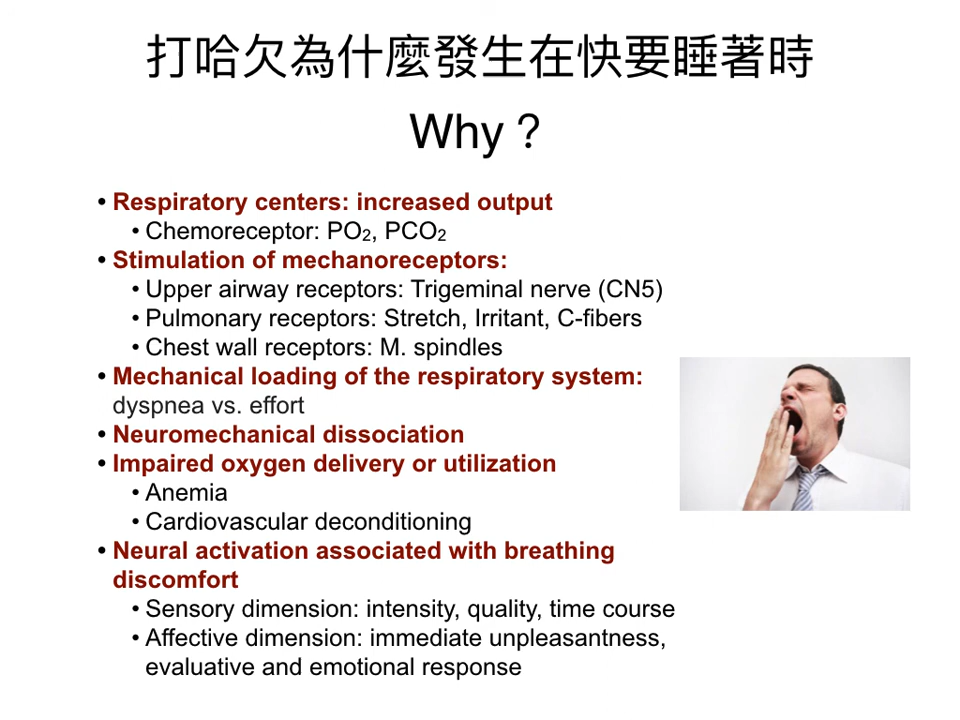 打哈欠為什麼發生在快要睡著時
Why？
• Respiratory centers: increased output
• Chemoreceptor: PO₂, PCO₂
• Stimulation of mechanoreceptors:
• Upper airway receptors: Trigeminal nerve (CN5)
• Pulmonary receptors: Stretch, Irritant, C-fibers
• Chest wall receptors: M. spindles
• Mechanical loading of the respiratory system:
dyspnea vs. effort
• Neuromechanical dissociation
• Impaired oxygen delivery or utilization
• Anemia
• Cardiovascular deconditioning
• Neural activation associated with breathing
discomfort
• Sensory dimension: intensity, quality, time course
• Affective dimension: immediate unpleasantness,
evaluative and emotional response